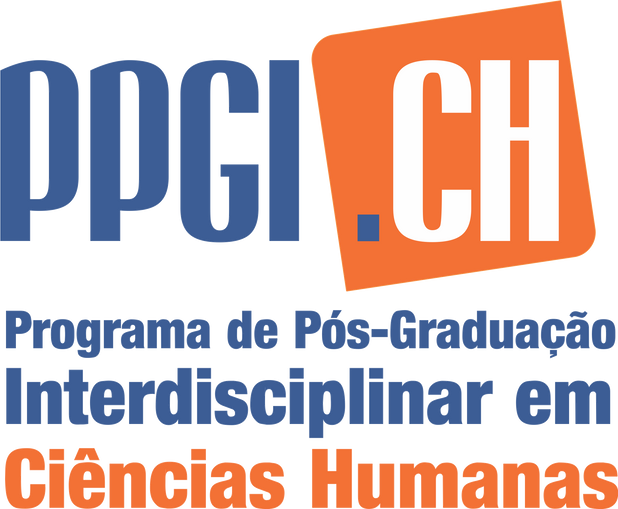 PPGI.CH
Programa de Pós-Graduação
Interdisciplinar em
Ciências Humanas